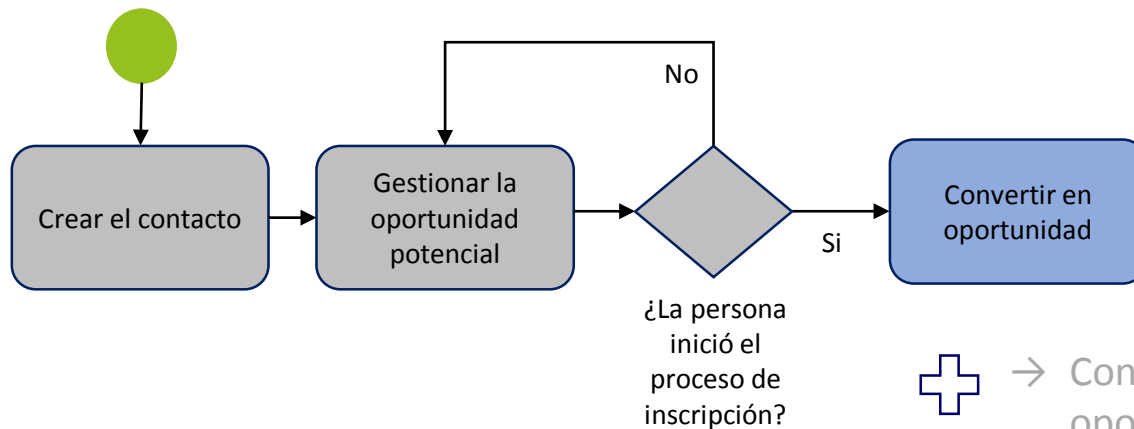 No
Crear el contacto
Gestionar la
oportunidad
potencial
Si
Convertir en
oportunidad
¿La persona
inició el
proceso de
inscripción?